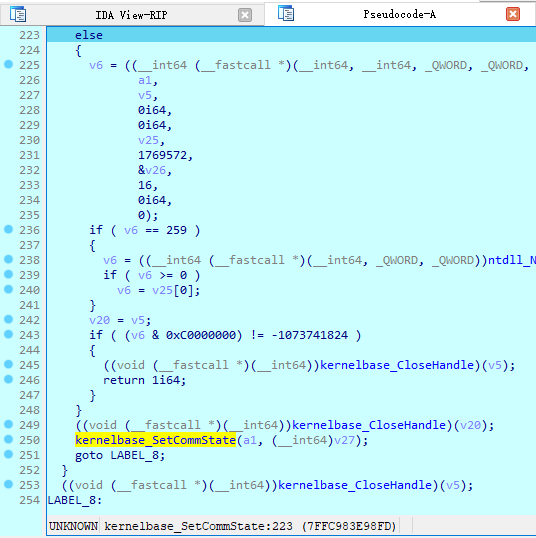 IDA View-RIP
Pseudocode-A
223 else
224 {
225 v6 = ((__int64 (__fastcall *)(__int64, __int64, _QWORD, _QWORD,
226 a1,
227 v5,
228 0i64,
229 0i64,
230 v25,
231 1769572,
232 &v26,
233 16,
234 0i64,
235 0);
236 if ( v6 == 259 )
237 {
238 v6 = ((__int64 (__fastcall *)(__int64, _QWORD, _QWORD))ntdll_N
239 if ( v6 >= 0 )
240 v6 = v25[0];
241 }
242 v20 = v5;
243 if ( (v6 & 0xC0000000) != -1073741824 )
244 {
245 ((void (__fastcall *)(__int64))kernelbase_CloseHandle)(v5);
246 return 1i64;
247 }
248 }
249 ((void (__fastcall *)(__int64))kernelbase_CloseHandle)(v20);
250 kernelbase_SetCommState(a1, (__int64)v27);
251 goto LABEL_8;
252 }
253 ((void (__fastcall *)(__int64))kernelbase_CloseHandle)(v5);
254 LABEL_8:
UNKNOWN kernelbase_SetCommState:223 (7FFC983E98FD)